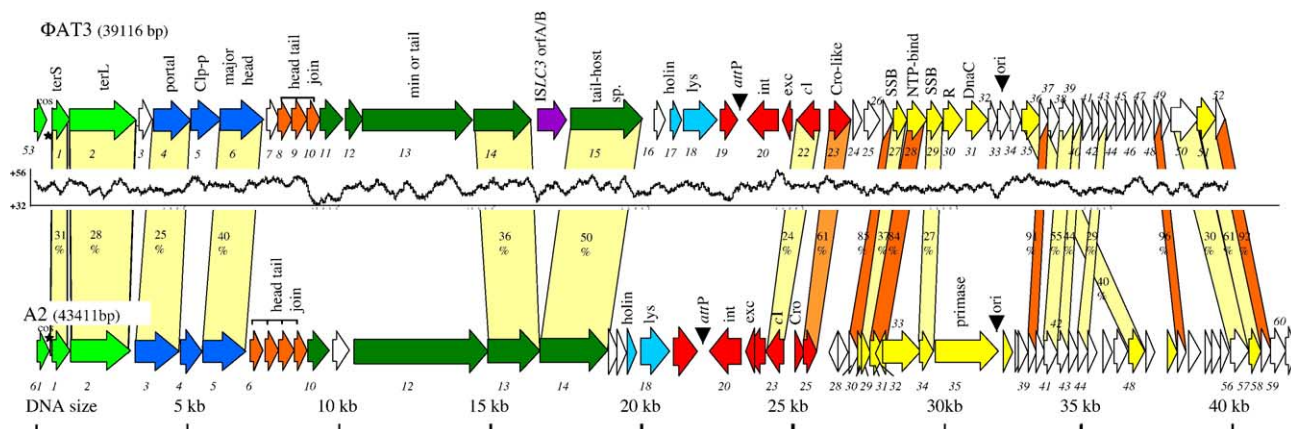 ΦAT3 (39116 bp)
cos
terS
terL
portal
Clp-p
major
head
head tail
join
min or tail
ISLC3 orfA/B
tail-host
sp.
holin
lys
attP
int
exc
cI
Cro-like
SSB
NTP-bind
SSB
R
DnaC
ori
26 32 36 37 38 39 41 43 45 47 49 52
53 1 2 3 4 5 6 7 8 9 10 11 12 13 14 15 16 17 18 19 20 22 23 24 25 27 28 29 30 31 33 34 35 40 42 44 46 48 50 51
+56
+32
31 % 28 % 25 % 40 % 36 % 50 % 24 % 61 % 85 % 37 % 84 % 27 % 91 % 55 % 44 % 29 % 40 % 96 % 30 % 61 % 92 %
A2 (43411bp)
cos
head tail
join
holin
lys
attP
int
exc
c1
Cro
33
primase
ori
42
60
61 1 2 3 4 5 6 10 12 13 14 18 20 23 25 28 30 29 31 32 34 35 39 41 43 44 48 56 57 58 59
DNA size 5 kb 10 kb 15 kb 20 kb 25 kb 30kb 35 kb 40 kb